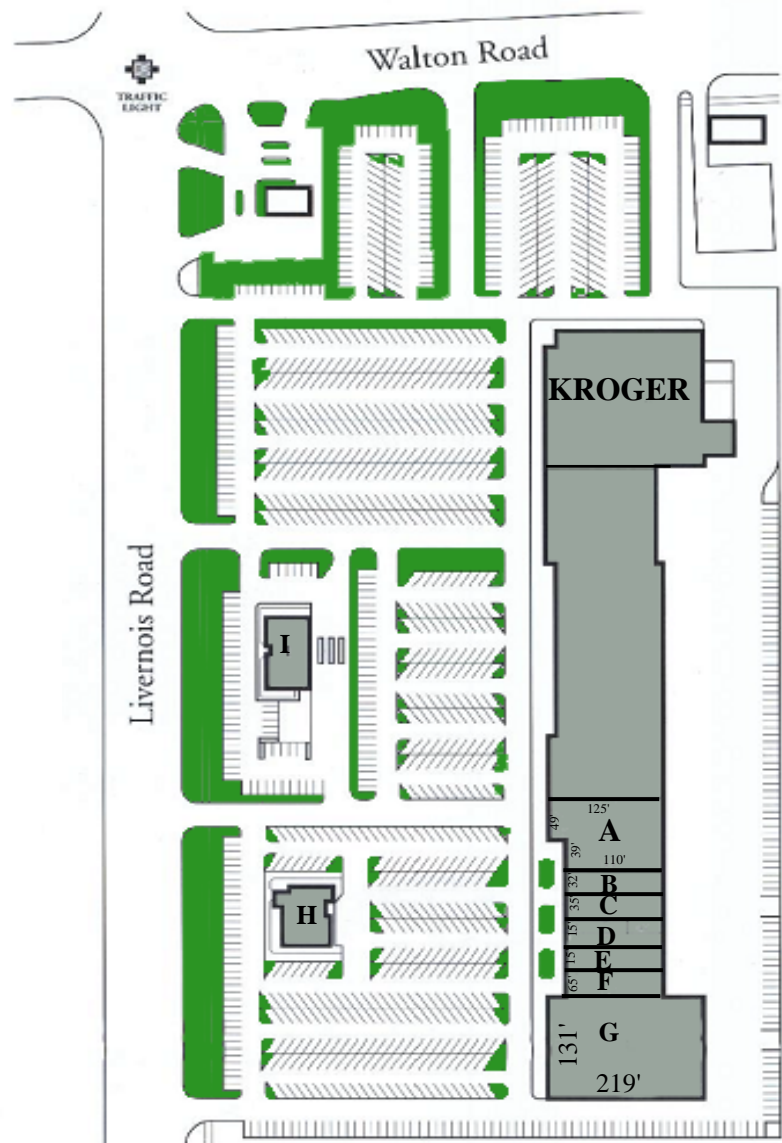 Walton Road
TRAFFIC
LIGHT
KROGER
Livernois Road
I
125'
49'
A
39'
110'
32'
B
35'
C
15'
D
15'
E
65'
F
H
131'
G
219'